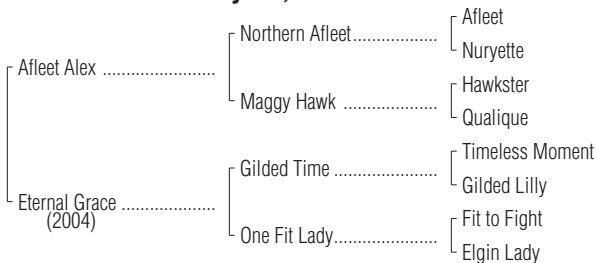 Afleet
Northern Afleet....................
Nuryette
Afleet Alex ..........................
Hawkster
Maggy Hawk ......................
Qualique
Timeless Moment
Gilded Time ........................
Gilded Lilly
Eternal Grace ......................
(2004)
Fit to Fight
One Fit Lady........................
Elgin Lady